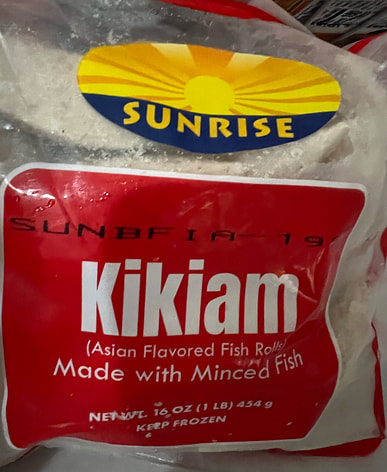 SUNRISE
SUNBFIA-19
Kikiam
(Asian Flavored Fish Rolls)
Made with Minced Fish
NET WT. 16 OZ (1 LB) 454 g
KEEP FROZEN